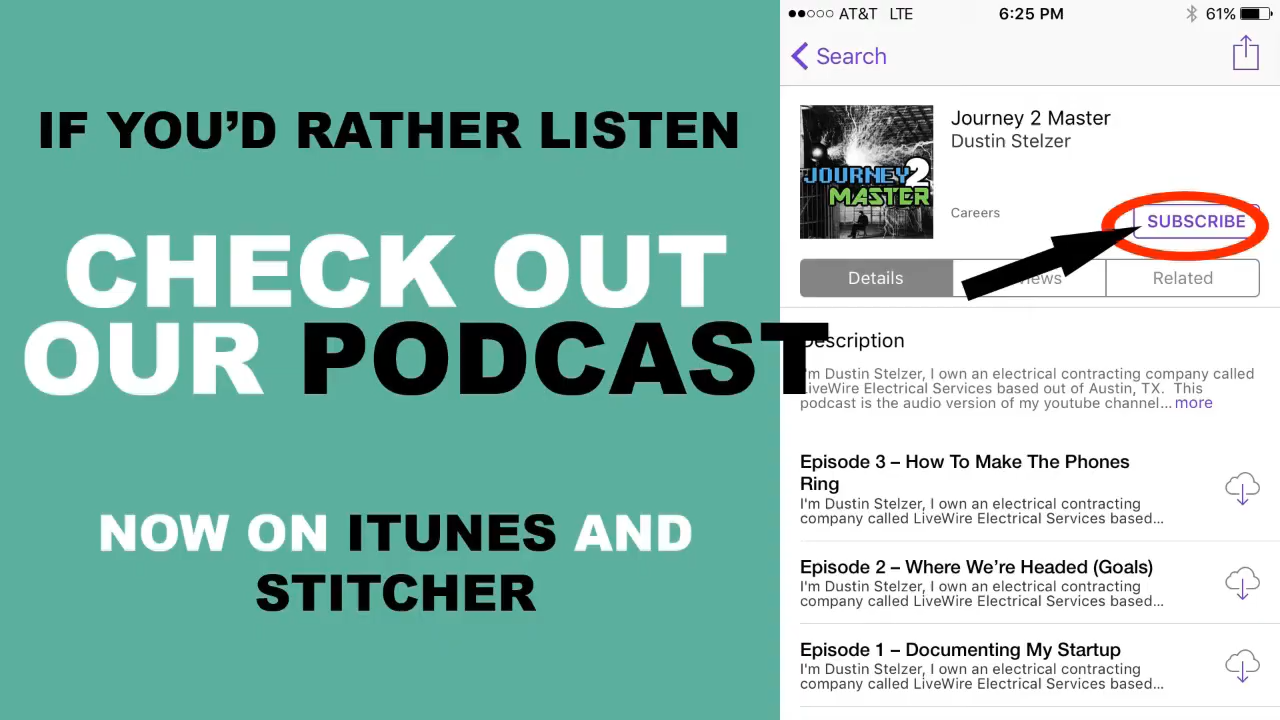 IF YOU'D RATHER LISTEN
CHECK OUT
OUR PODCAST
NOW ON ITUNES AND
STITCHER
AT&T LTE
6:25 PM
61%
Search
Journey 2 Master
Dustin Stelzer
JOURNEY 2
MASTER
Careers
SUBSCRIBE
Details
Related
Description
I'm Dustin Stelzer, I own an electrical contracting company called
LiveWire Electrical Services based out of Austin, TX. This
podcast is the audio version of my youtube channel... more
Episode 3 – How To Make The Phones
Ring
I'm Dustin Stelzer, I own an electrical contracting
company called LiveWire Electrical Services based...
Episode 2 – Where We're Headed (Goals)
I'm Dustin Stelzer, I own an electrical contracting
company called LiveWire Electrical Services based...
Episode 1 – Documenting My Startup
I'm Dustin Stelzer, I own an electrical contracting
company called LiveWire Electrical Services based...